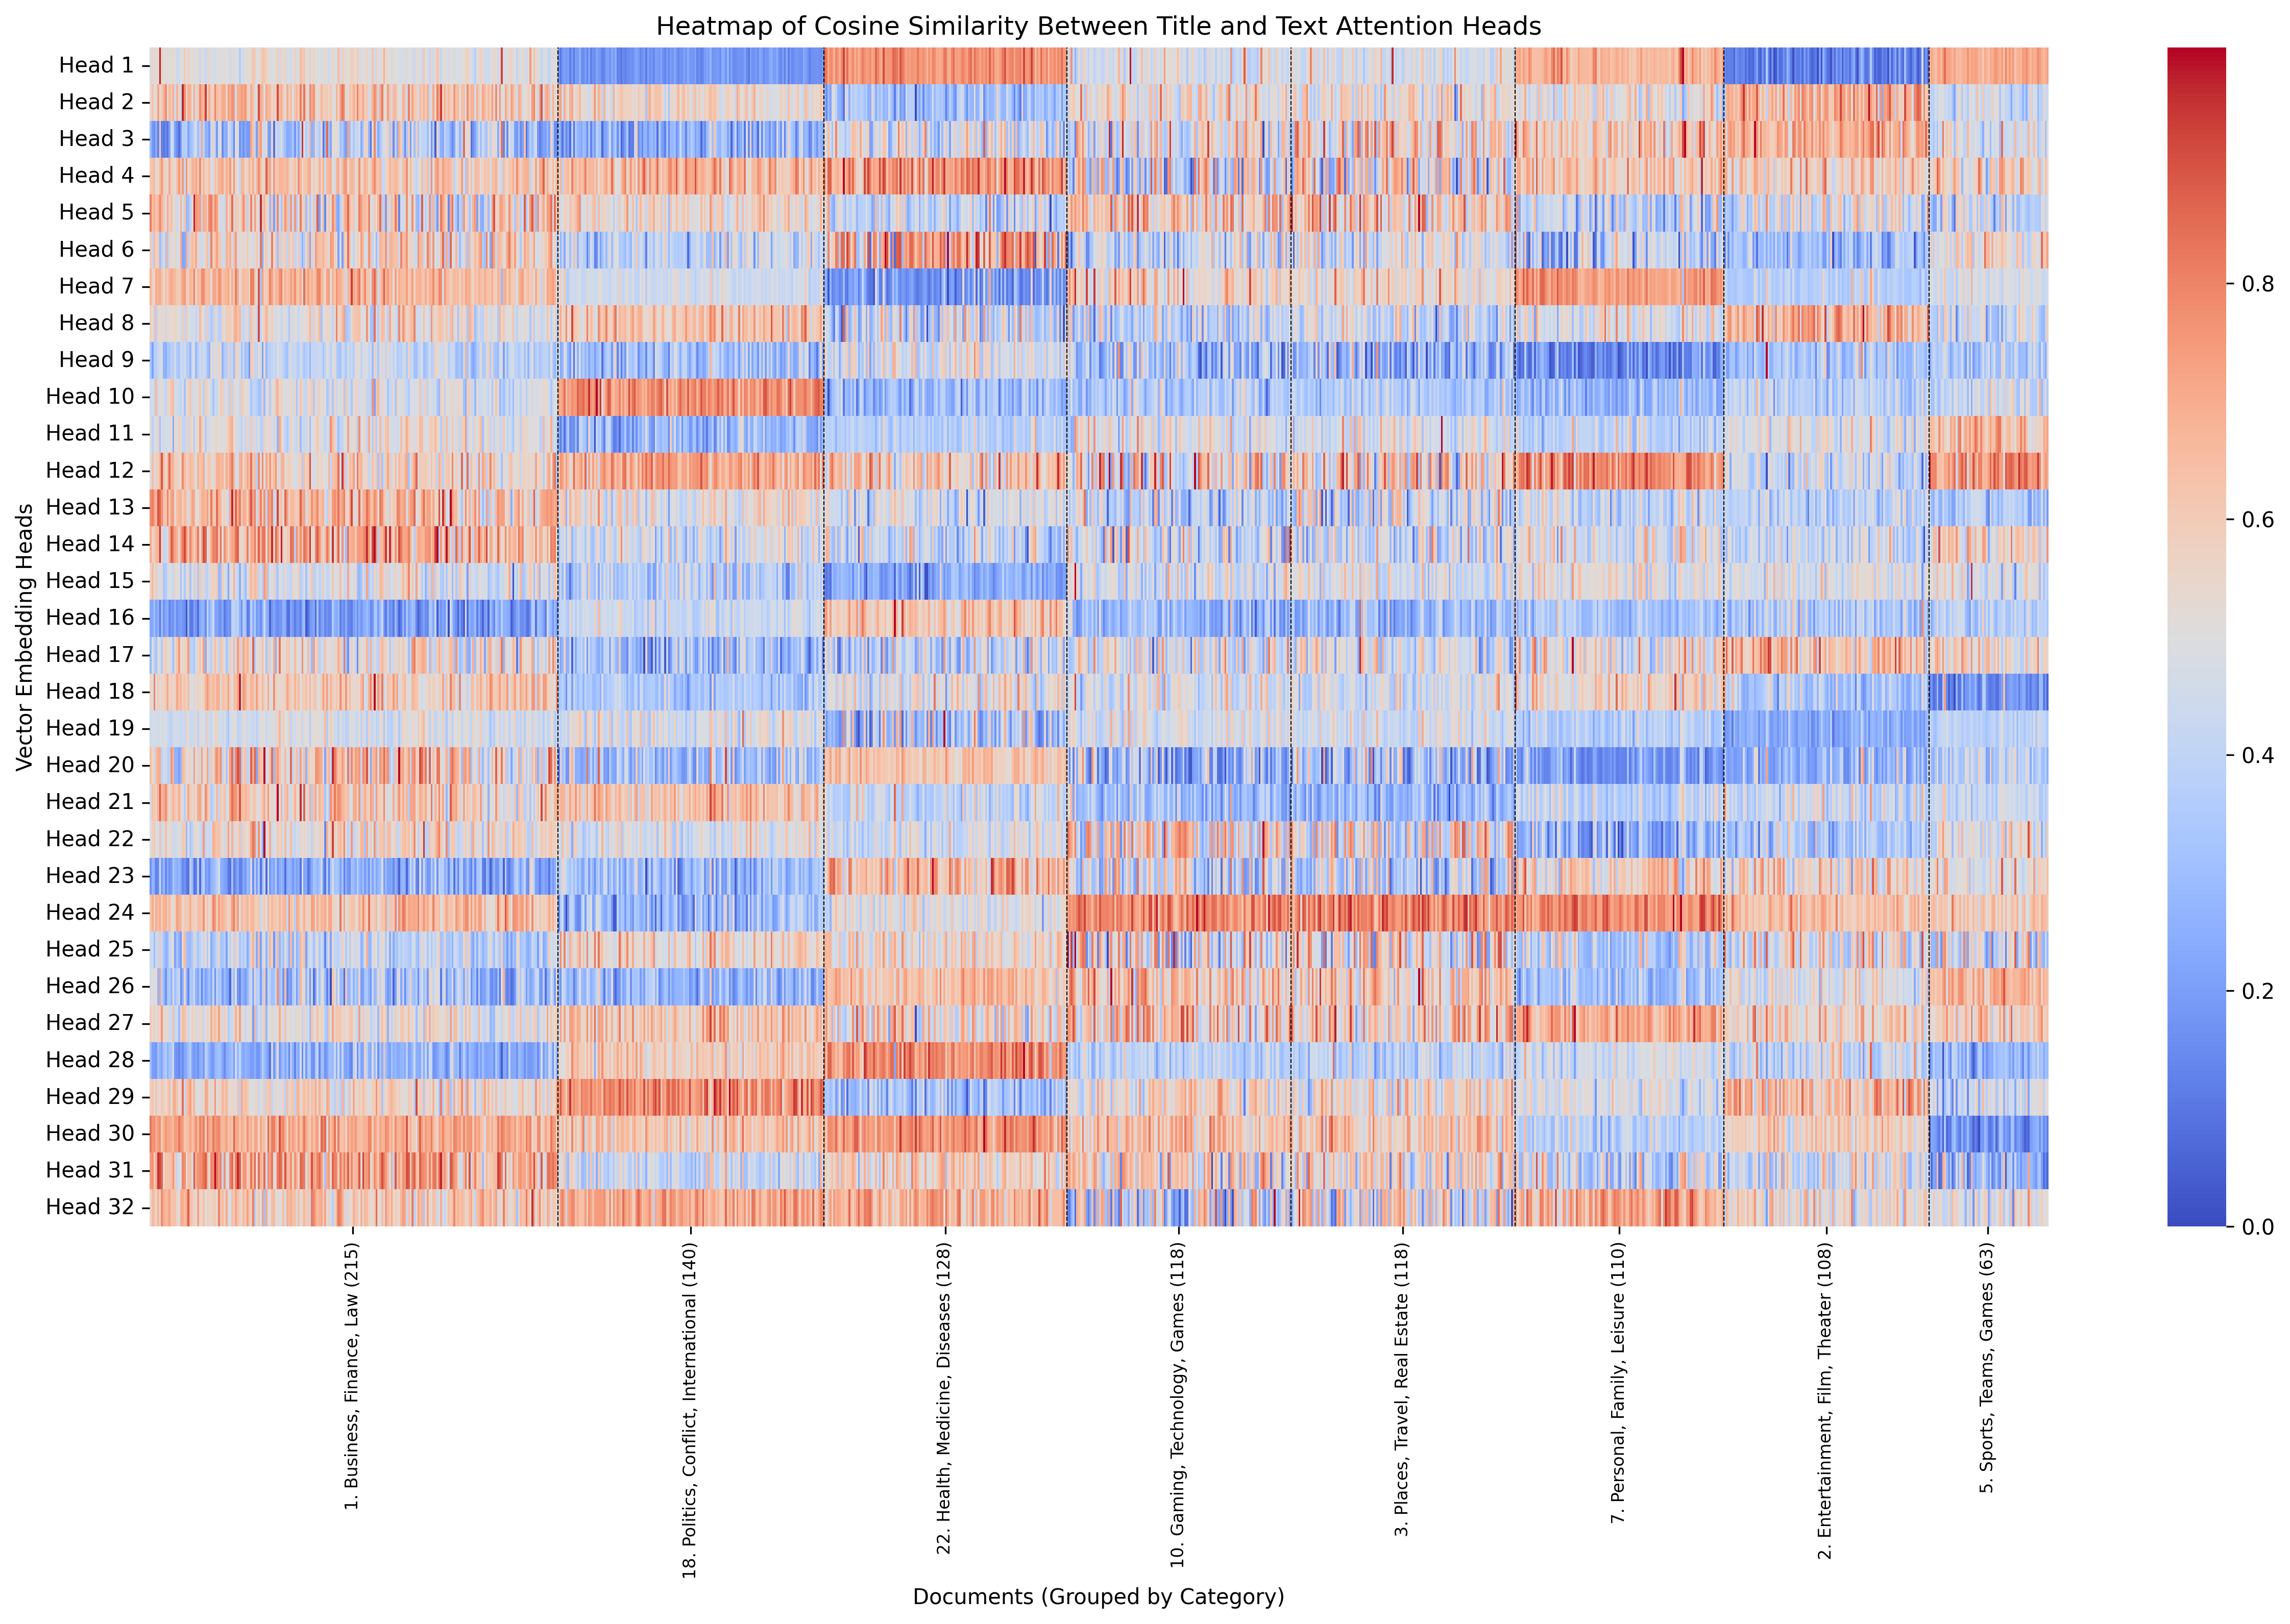 Heatmap of Cosine Similarity Between Title and Text Attention Heads
Vector Embedding Heads
Head 1
Head 2
Head 3
Head 4
Head 5
Head 6
Head 7
Head 8
Head 9
Head 10
Head 11
Head 12
Head 13
Head 14
Head 15
Head 16
Head 17
Head 18
Head 19
Head 20
Head 21
Head 22
Head 23
Head 24
Head 25
Head 26
Head 27
Head 28
Head 29
Head 30
Head 31
Head 32
1. Business, Finance, Law (215)
18. Politics, Conflict, International (140)
22. Health, Medicine, Diseases (128)
10. Gaming, Technology, Games (118)
3. Places, Travel, Real Estate (118)
7. Personal, Family, Leisure (110)
2. Entertainment, Film, Theater (108)
5. Sports, Teams, Games (63)
Documents (Grouped by Category)
0.8
0.6
0.4
0.2
0.0